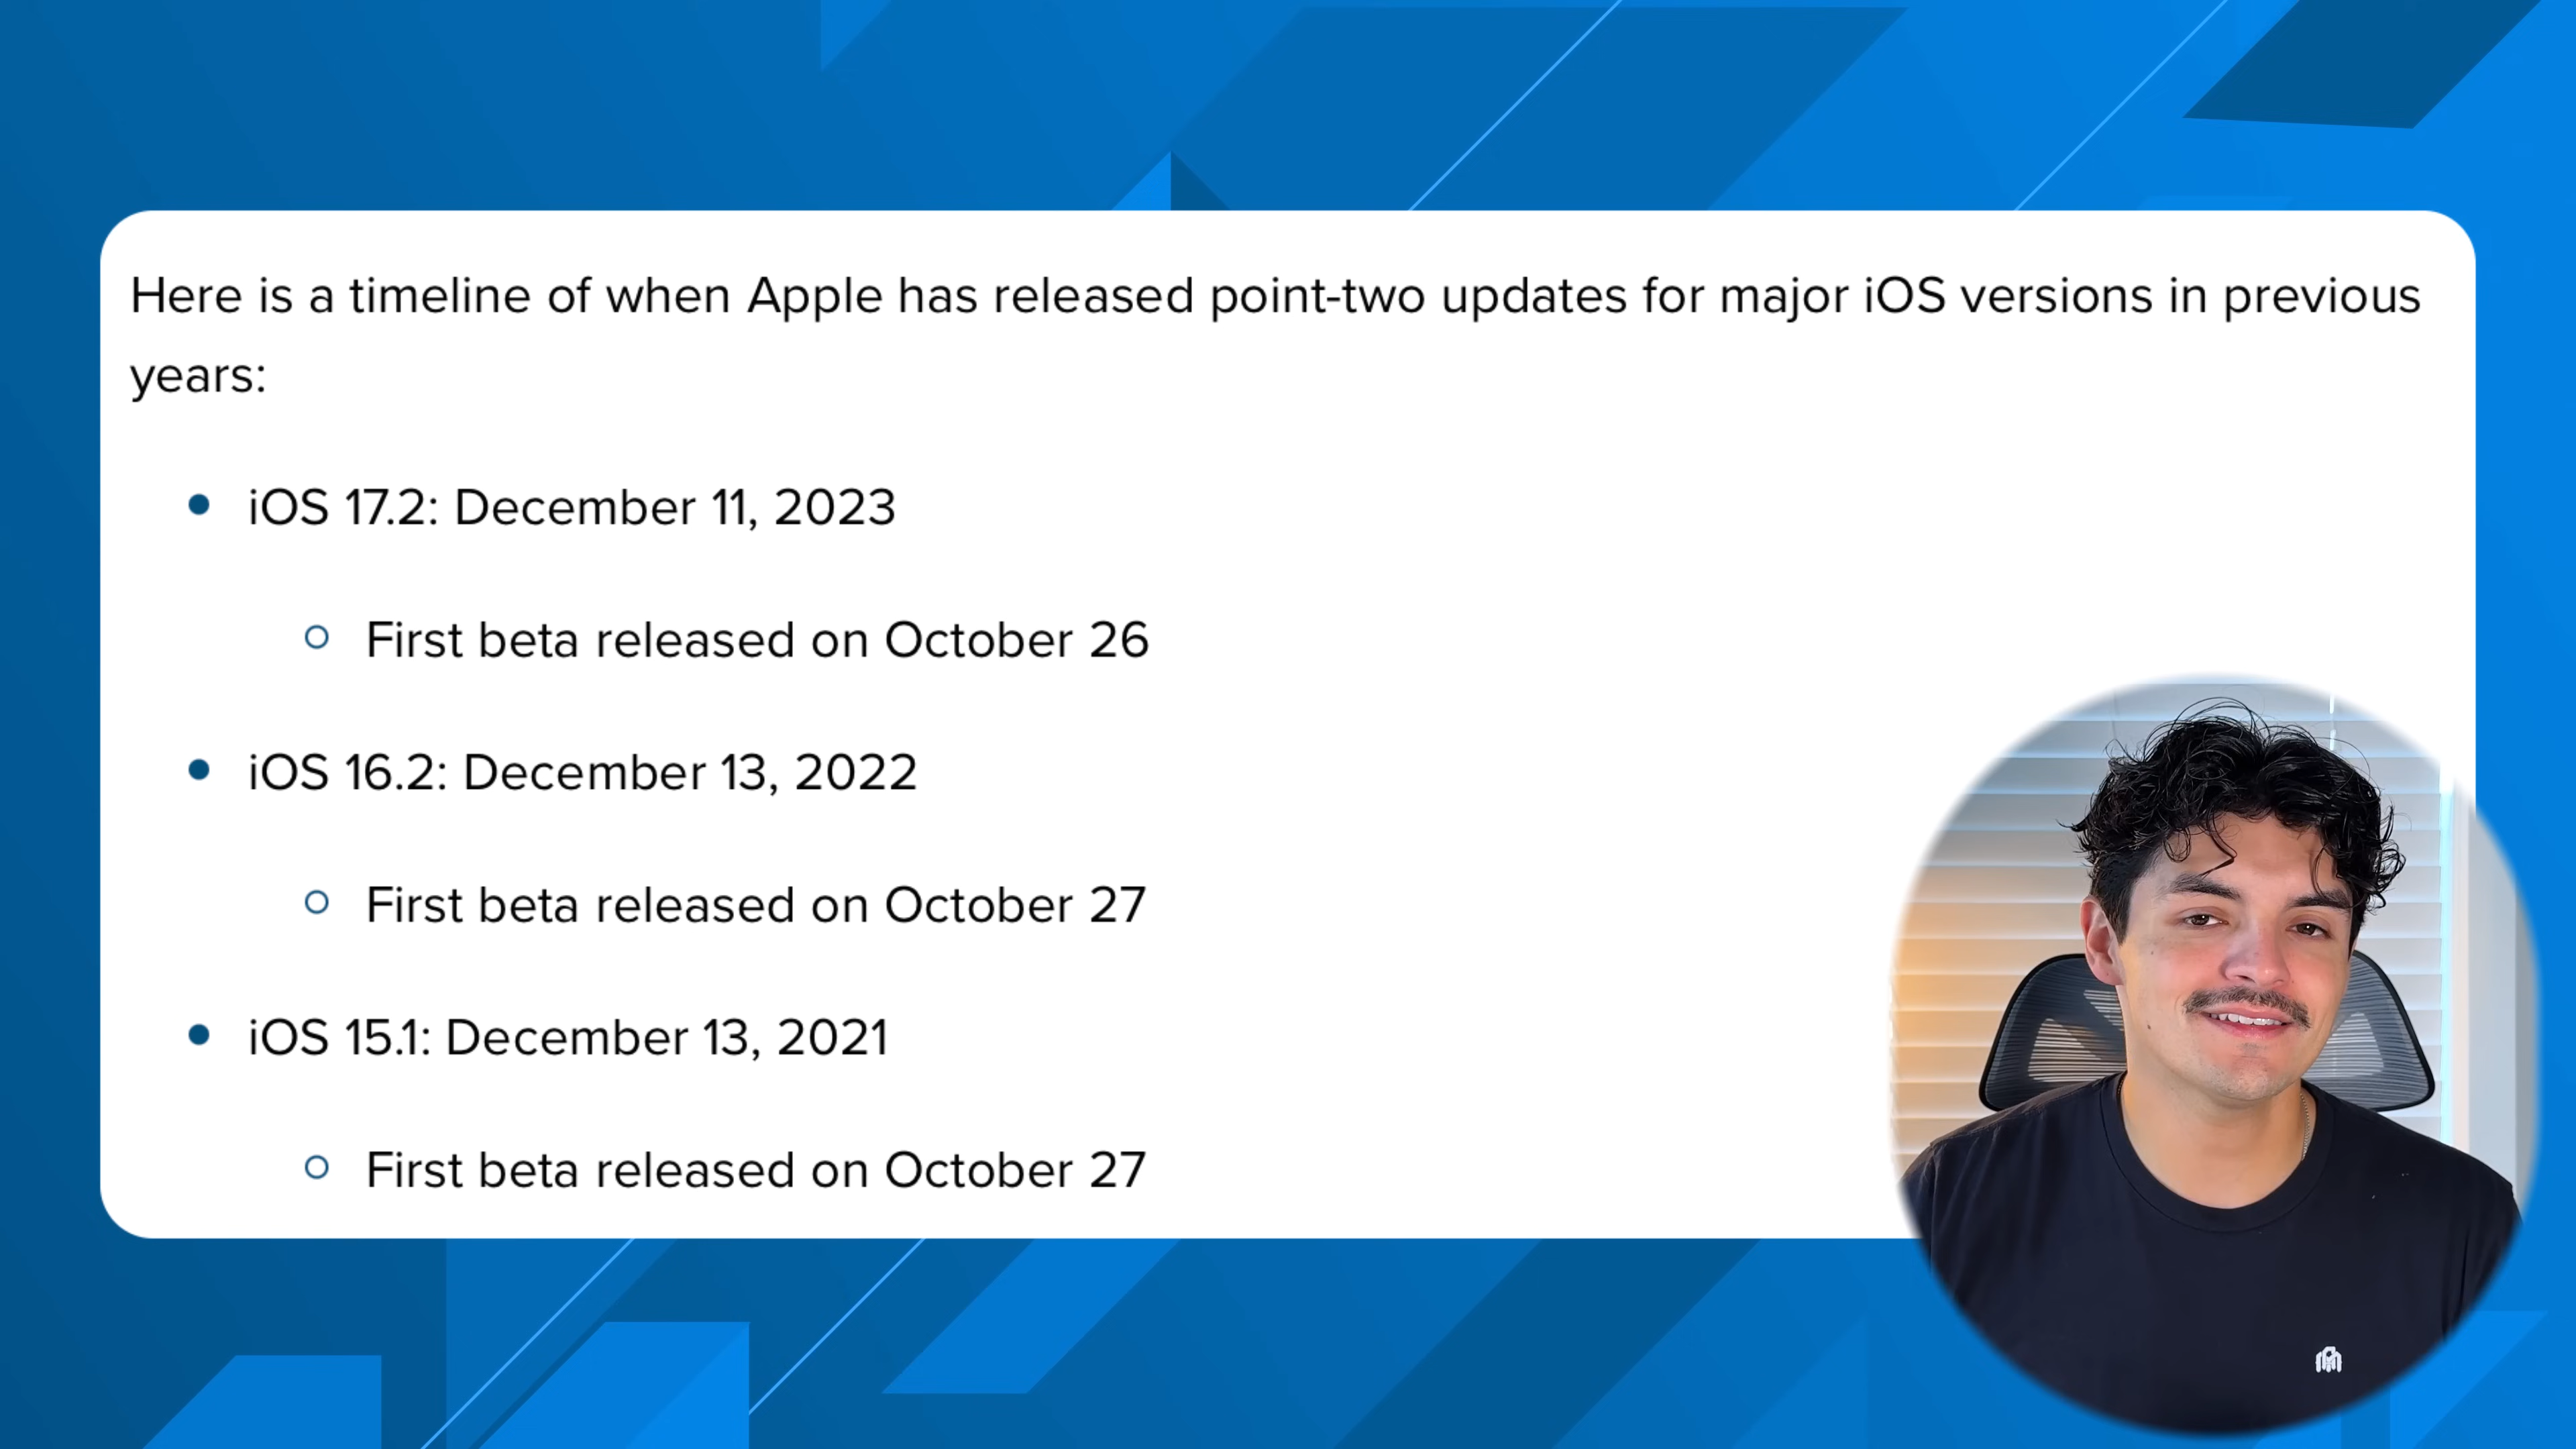 Here is a timeline of when Apple has released point-two updates for major iOS versions in previous
years:
iOS 17.2: December 11, 2023
First beta released on October 26
iOS 16.2: December 13, 2022
First beta released on October 27
iOS 15.1: December 13, 2021
First beta released on October 27